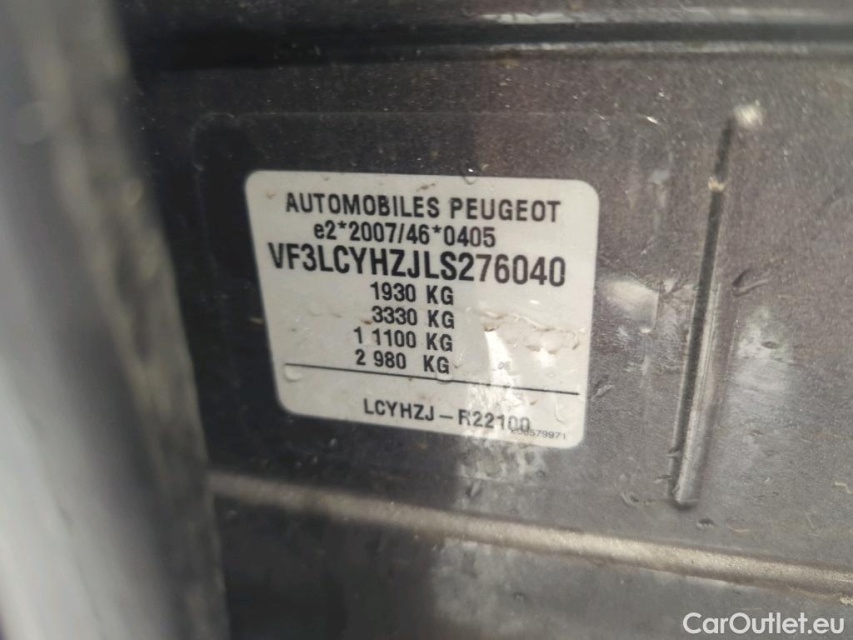 AUTOMOBILES PEUGEOT
e2*2007/46*0405
VF3LCYHZJLS276040
1930 KG
3330 KG
1 1100 KG
2 980 KG
LCYHZJ-R22100
CarOutlet.eu